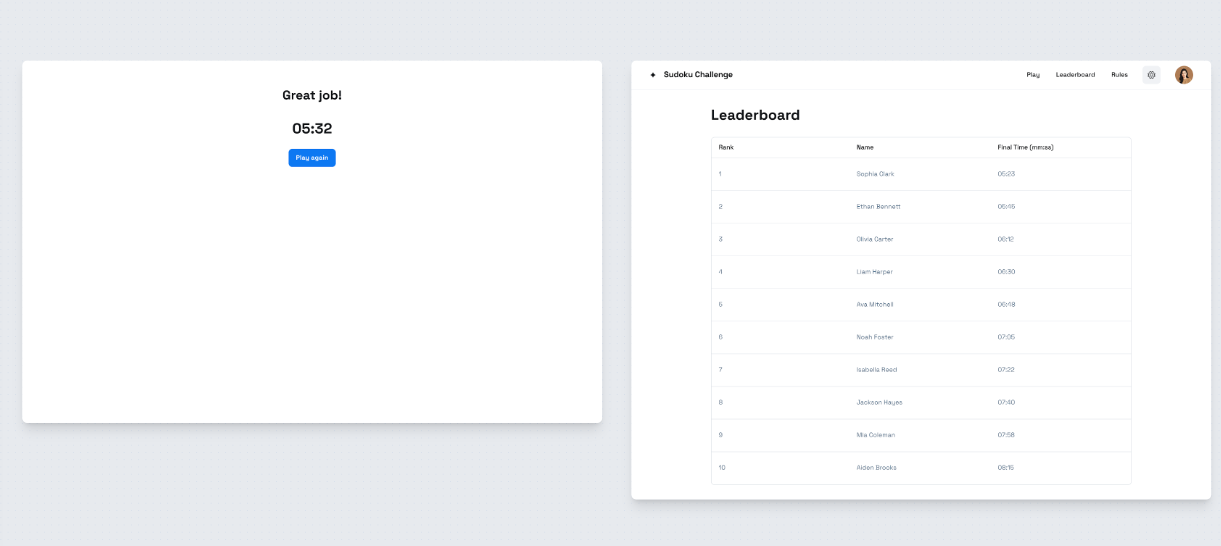 Great job!
05:32
Play again
Sudoku Challenge
Play Leaderboard Rules
Leaderboard
Rank Name Final Time (mm:ss)
1 Sophia Clark 05:23
2 Ethan Bennett 05:45
3 Olivia Carter 06:12
4 Liam Harper 06:30
5 Ava Mitchell 06:48
6 Noah Foster 07:05
7 Isabella Reed 07:22
8 Jackson Hayes 07:40
9 Mia Coleman 07:58
10 Aiden Brooks 08:15